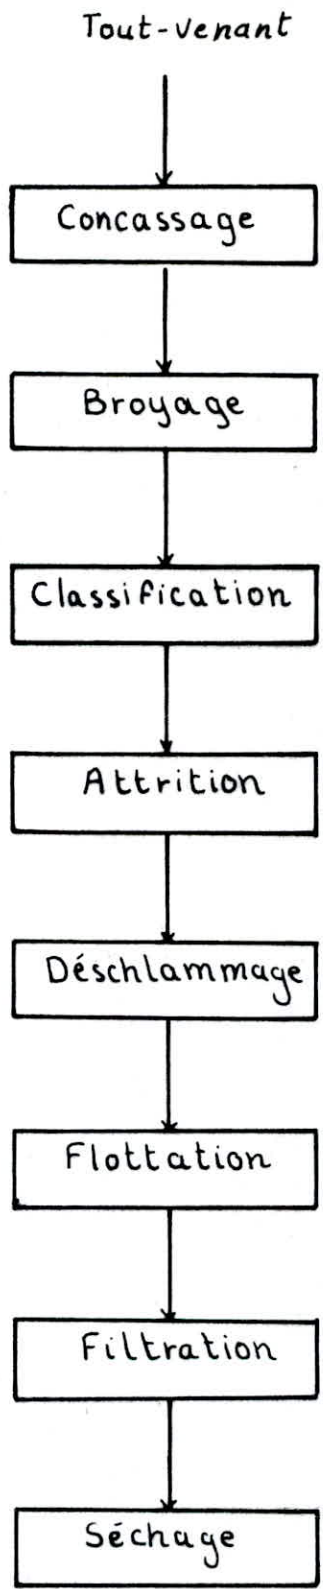 Tout-venant
Concassage
Broyage
Classification
Attrition
Déschlammage
Flottation
Filtration
Séchage